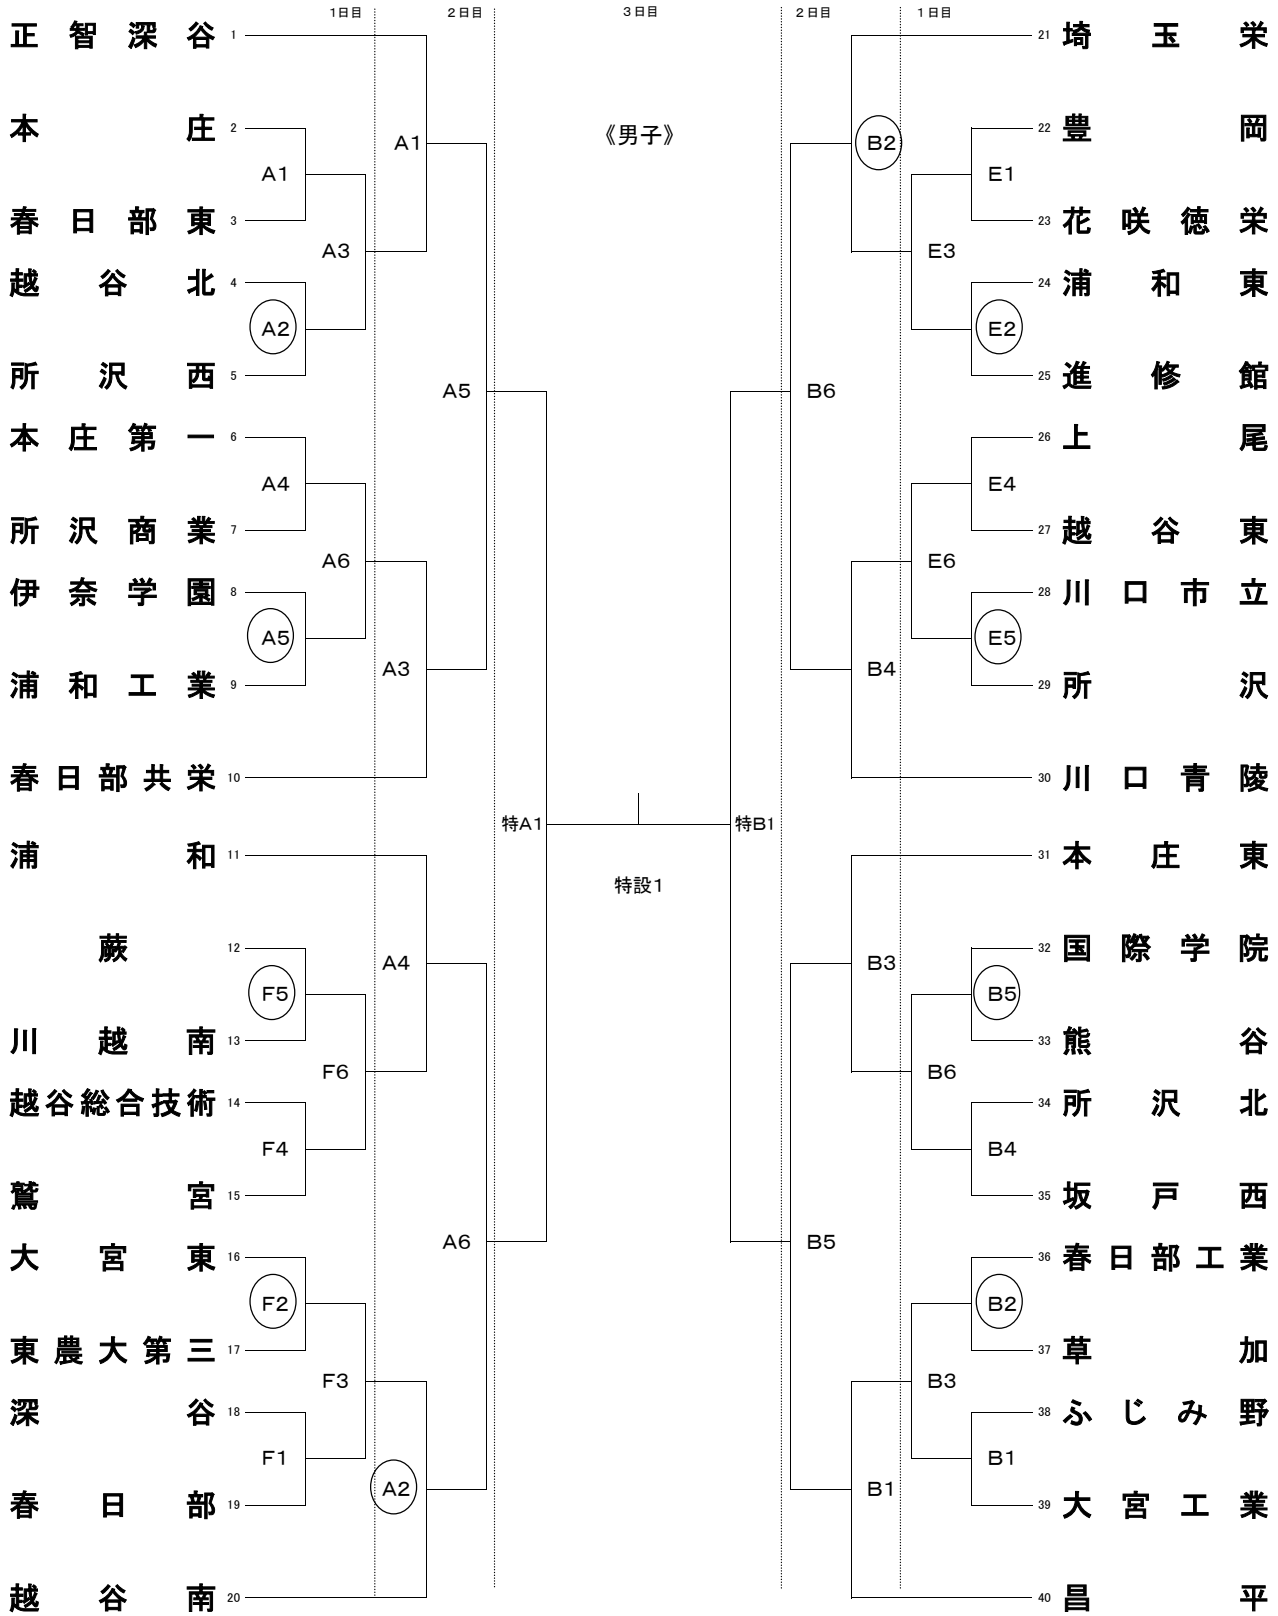 1日目 2日目 3日目 2日目 1日目
《男子》
正智深谷 1
本庄 2
A1
春日部東 3
A3
A1
越谷北 4
A2
所沢西 5
A5
本庄第一 6
A4
所沢商業 7
A6
伊奈学園 8
A5
A3
浦和工業 9
春日部共栄 10
特A1
浦和 11
蕨 12
A4
F5
川越南 13
F6
越谷総合技術 14
F4
鷲宮 15
A6
大宮東 16
F2
東農大第三 17
F3
深谷 18
F1
A2
春日部 19
越谷南 20
特設1
21 埼玉栄
B2
22 豊岡
E1
23 花咲徳栄
E3
24 浦和東
E2
25 進修館
B6
26 上尾
E4
27 越谷東
E6
28 川口市立
E5
B4
29 所沢
30 川口青陵
特B1
31 本庄東
32 国際学院
B3
B5
33 熊谷
B6
34 所沢北
B4
35 坂戸西
B5
36 春日部工業
B2
37 草加
B3
38 ふじみ野
B1
B1
39 大宮工業
40 昌平